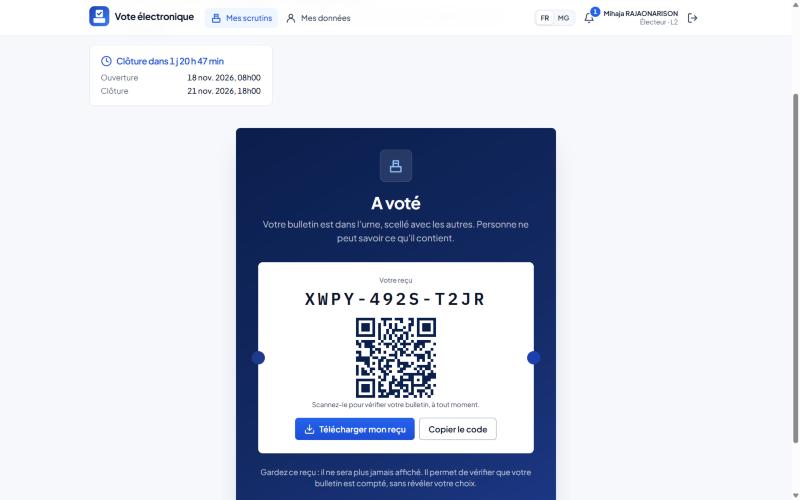 Vote électronique
Mes scrutins
Mes données
FR MG
1
Mihaja RAJAONARISON
Électeur · L2
Clôture dans 1 j 20 h 47 min
Ouverture 18 nov. 2026, 08h00
Clôture 21 nov. 2026, 18h00
A voté
Votre bulletin est dans l'urne, scellé avec les autres. Personne ne
peut savoir ce qu'il contient.
Votre reçu
XWPY-492S-T2JR
Scannez-le pour vérifier votre bulletin, à tout moment.
Télécharger mon reçu
Copier le code
Gardez ce reçu : il ne sera plus jamais affiché. Il permet de vérifier que votre
bulletin est compté, sans révéler votre choix.